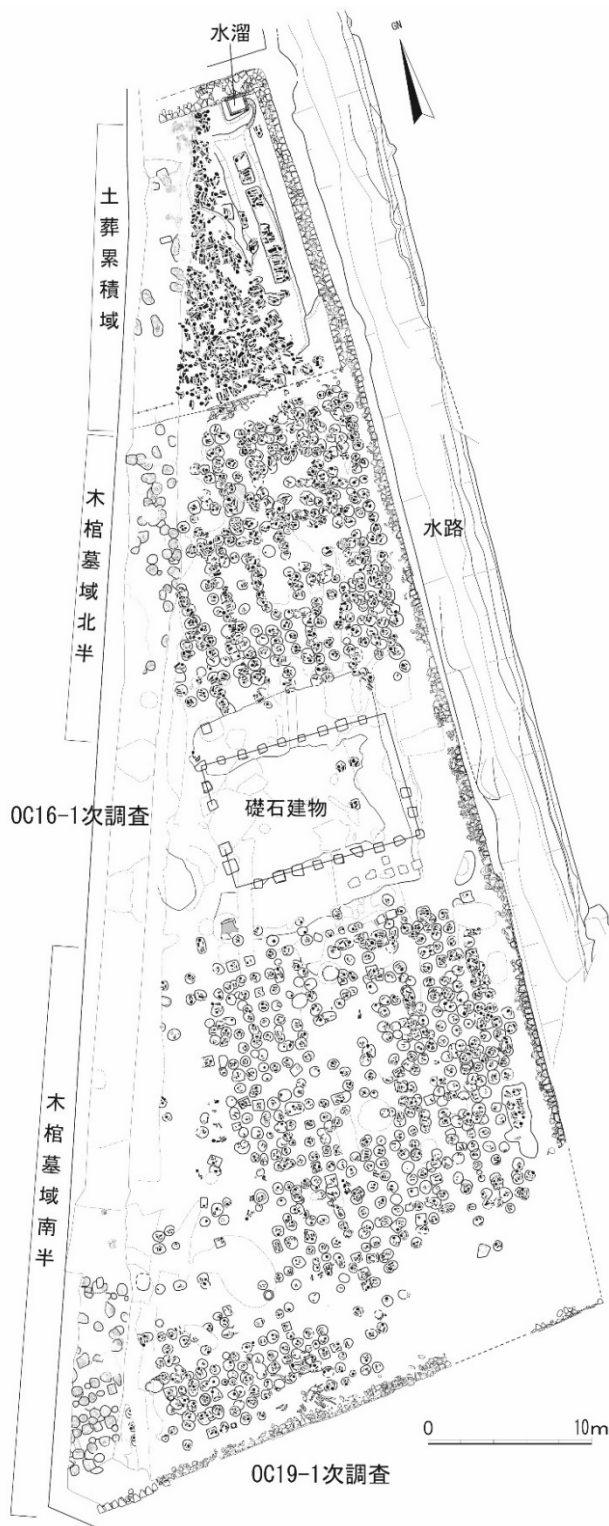 水溜
GN
土葬累積域
木棺墓域北半
水路
OC16-1次調査
礎石建物
木棺墓域南半
0 10m
OC19-1次調査